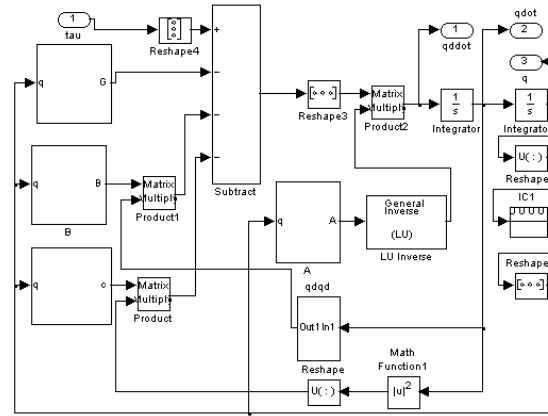 1
tau
Reshape4
+
−
−
−
Subtract
q
G
q
B
B
Matrix
Multiply
Product1
q
c
Matrix
Multiply
Product
Reshape3
Matrix
Multiply
Product2
1
qddot
qdot
2
3
q
1
s
Integrator
1
s
Integrato
U( : )
Reshape
IC1
Reshape
q
A
A
General
Inverse
(LU)
LU Inverse
qdqd
Out1
In1
Reshape
U( : )
Math
Function1
|u|²